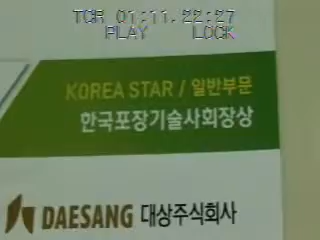 TCR 01:11.22:27
PLAY LOCK
KOREA STAR / 일반부문
한국포장기술사회장상
DAESANG 대상주식회사